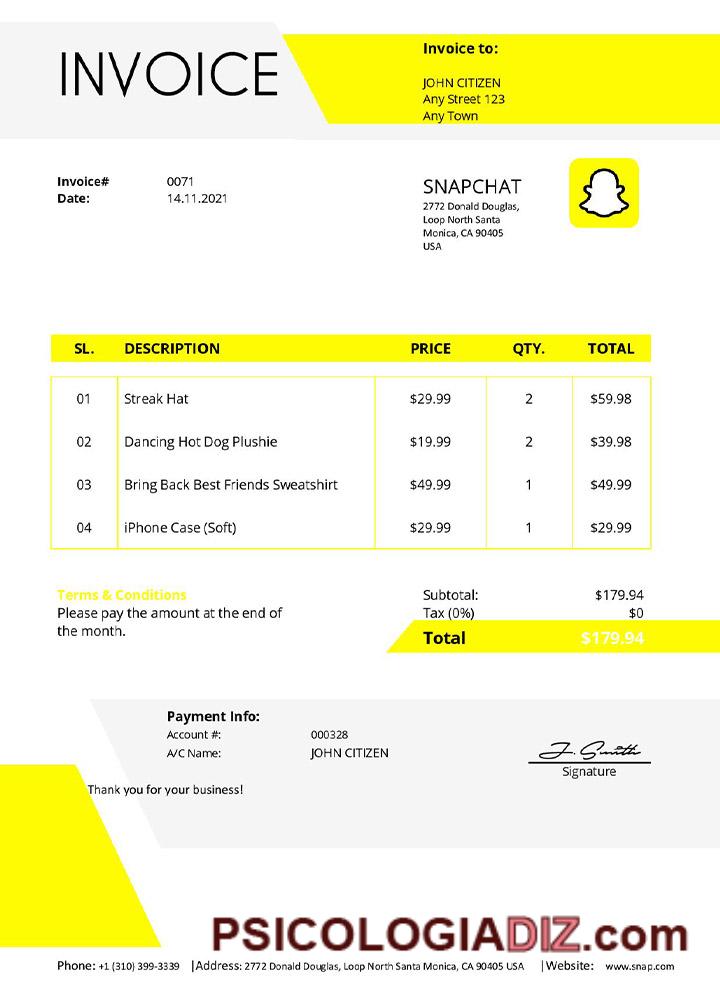 INVOICE
Invoice to:
JOHN CITIZEN
Any Street 123
Any Town
Invoice# 0071
Date: 14.11.2021
SNAPCHAT
2772 Donald Douglas,
Loop North Santa
Monica, CA 90405
USA
SL. DESCRIPTION PRICE QTY. TOTAL
01 Streak Hat $29.99 2 $59.98
02 Dancing Hot Dog Plushie $19.99 2 $39.98
03 Bring Back Best Friends Sweatshirt $49.99 1 $49.99
04 iPhone Case (Soft) $29.99 1 $29.99
Terms & Conditions
Please pay the amount at the end of
the month.
Subtotal: $179.94
Tax (0%) $0
Total $179.94
Payment Info:
Account #: 000328
A/C Name: JOHN CITIZEN
J. Smith
Signature
Thank you for your business!
PSICOLOGIADIZ.com
Phone: +1 (310) 399-3339 |Address: 2772 Donald Douglas, Loop North Santa Monica, CA 90405 USA |Website: www.snap.com